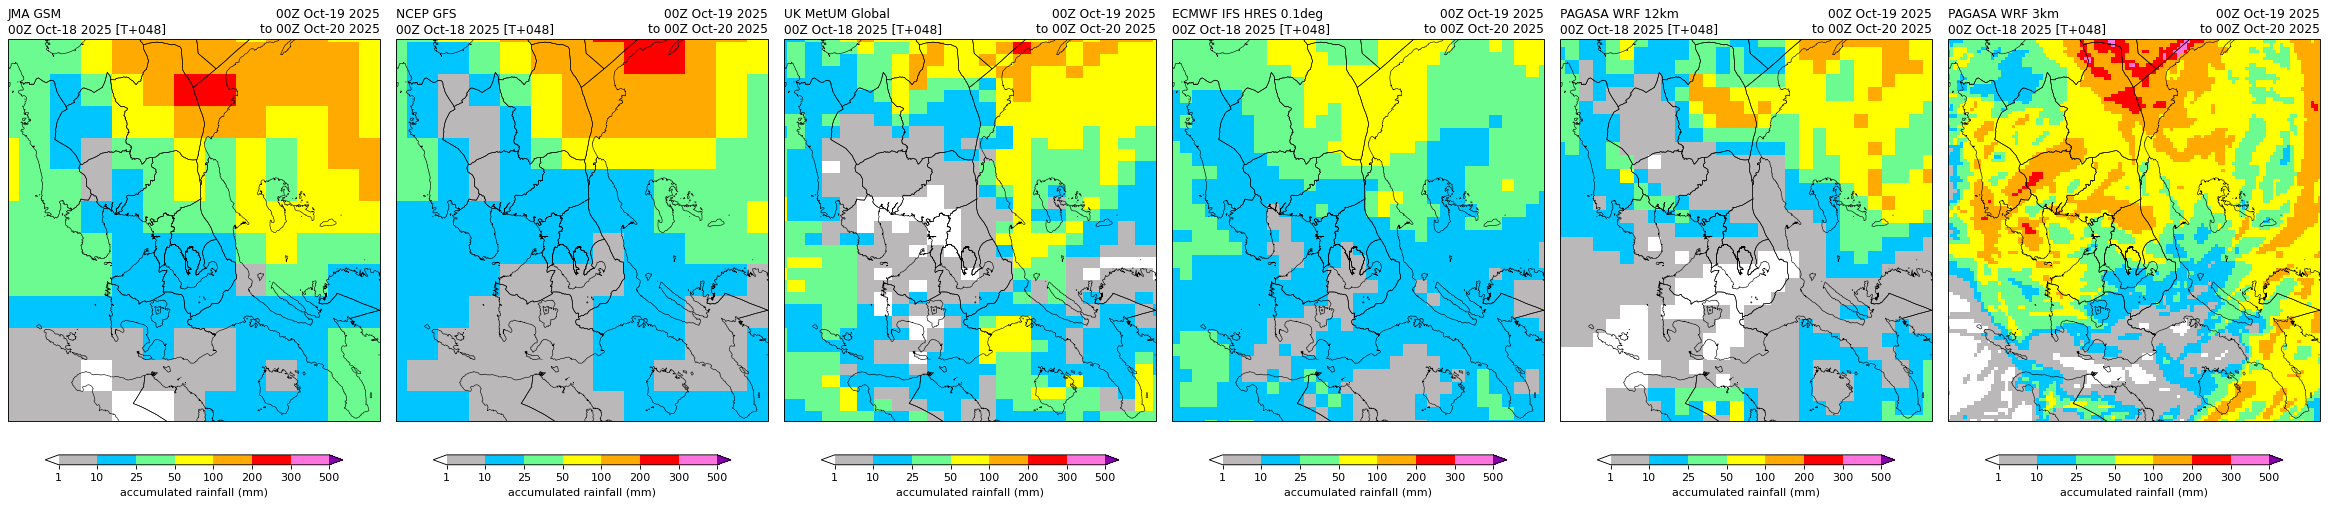 JMA GSM 00Z Oct-19 2025
00Z Oct-18 2025 [T+048] to 00Z Oct-20 2025
1 10 25 50 100 200 300 500
accumulated rainfall (mm)
NCEP GFS 00Z Oct-19 2025
00Z Oct-18 2025 [T+048] to 00Z Oct-20 2025
1 10 25 50 100 200 300 500
accumulated rainfall (mm)
UK MetUM Global 00Z Oct-19 2025
00Z Oct-18 2025 [T+048] to 00Z Oct-20 2025
1 10 25 50 100 200 300 500
accumulated rainfall (mm)
ECMWF IFS HRES 0.1deg 00Z Oct-19 2025
00Z Oct-18 2025 [T+048] to 00Z Oct-20 2025
1 10 25 50 100 200 300 500
accumulated rainfall (mm)
PAGASA WRF 12km 00Z Oct-19 2025
00Z Oct-18 2025 [T+048] to 00Z Oct-20 2025
1 10 25 50 100 200 300 500
accumulated rainfall (mm)
PAGASA WRF 3km 00Z Oct-19 2025
00Z Oct-18 2025 [T+048] to 00Z Oct-20 2025
1 10 25 50 100 200 300 500
accumulated rainfall (mm)